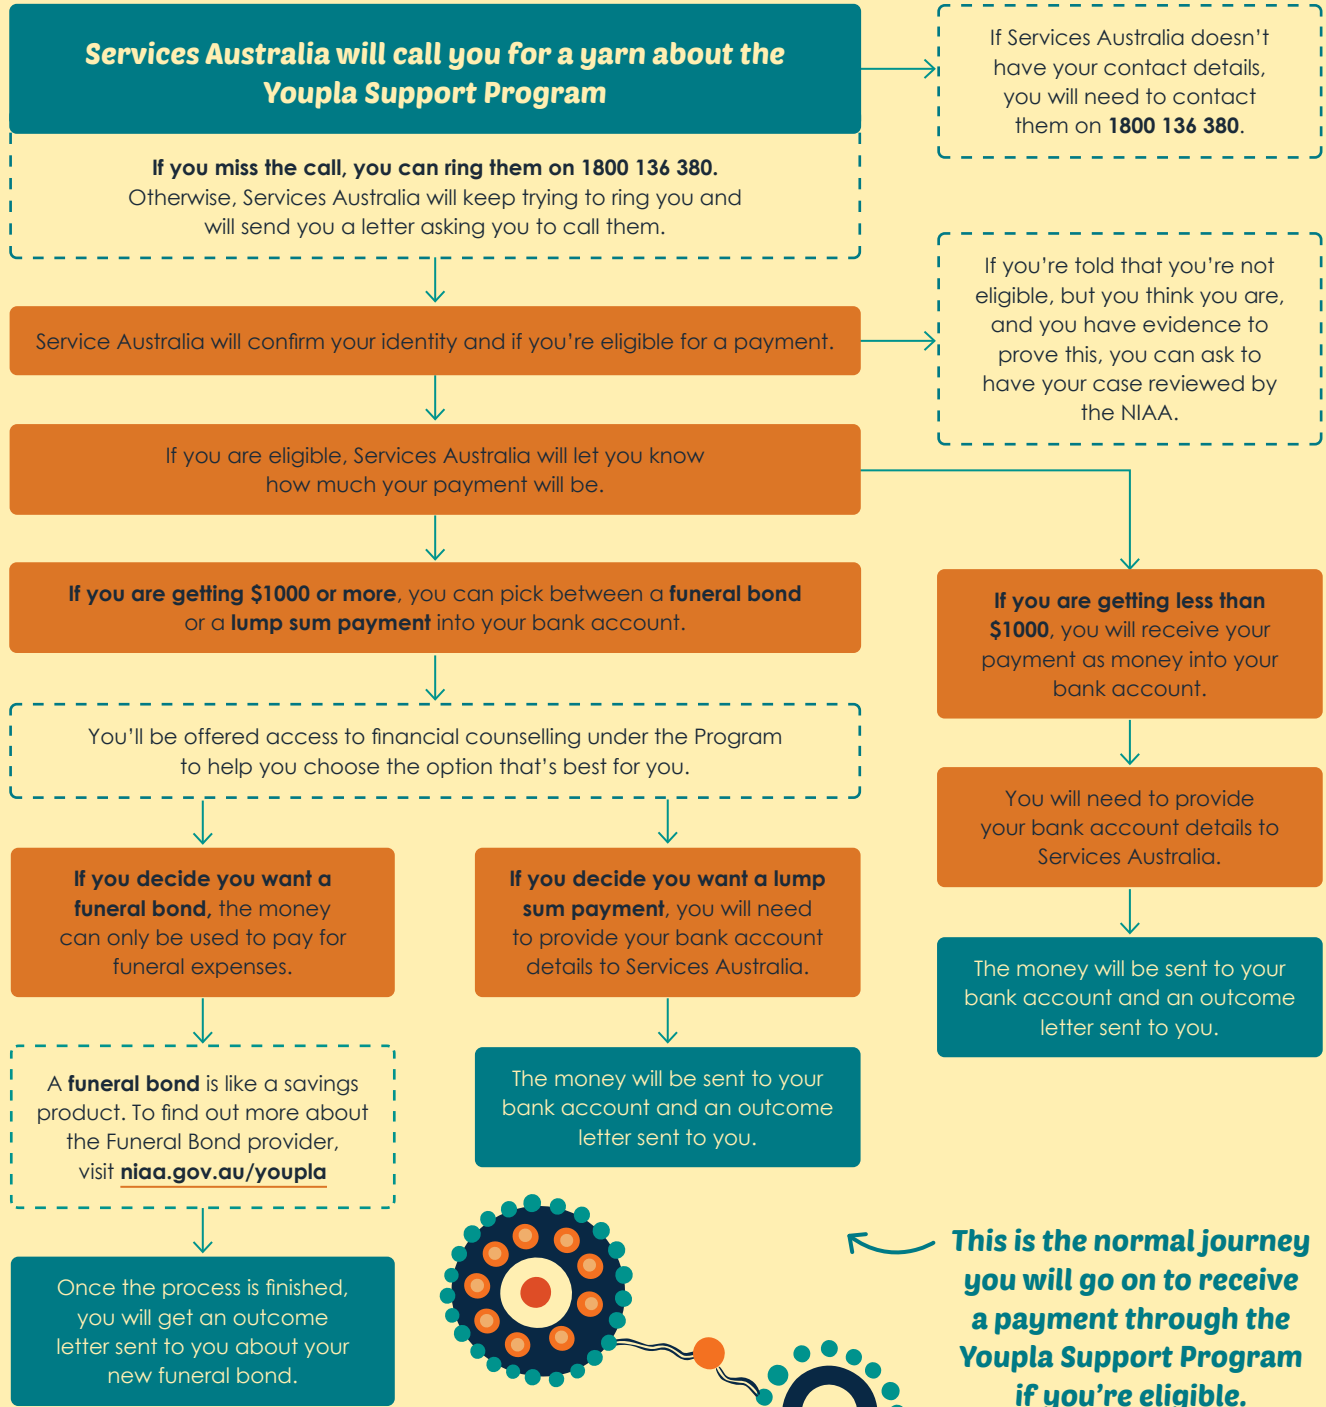 Services Australia will call you for a yarn about the
Youpla Support Program
If Services Australia doesn't
have your contact details,
you will need to contact
them on 1800 136 380.
If you miss the call, you can ring them on 1800 136 380.
Otherwise, Services Australia will keep trying to ring you and
will send you a letter asking you to call them.
Service Australia will confirm your identity and if you're eligible for a payment.
If you're told that you're not
eligible, but you think you are,
and you have evidence to
prove this, you can ask to
have your case reviewed by
the NIAA.
If you are eligible, Services Australia will let you know
how much your payment will be.
If you are getting $1000 or more, you can pick between a funeral bond
or a lump sum payment into your bank account.
You'll be offered access to financial counselling under the Program
to help you choose the option that's best for you.
If you decide you want a
funeral bond, the money
can only be used to pay for
funeral expenses.
A funeral bond is like a savings
product. To find out more about
the Funeral Bond provider,
visit niaa.gov.au/youpla
Once the process is finished,
you will get an outcome
letter sent to you about your
new funeral bond.
If you decide you want a lump
sum payment, you will need
to provide your bank account
details to Services Australia.
The money will be sent to your
bank account and an outcome
letter sent to you.
If you are getting less than
$1000, you will receive your
payment as money into your
bank account.
You will need to provide
your bank account details to
Services Australia.
The money will be sent to your
bank account and an outcome
letter sent to you.
This is the normal journey
you will go on to receive
a payment through the
Youpla Support Program
if you're eligible.